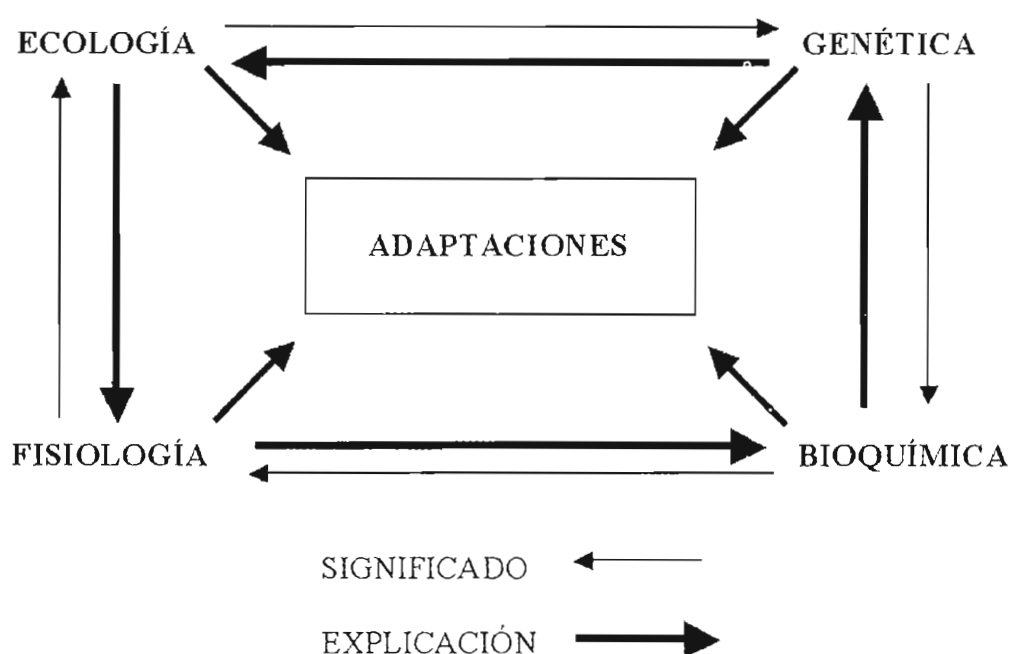 ECOLOGÍA
GENÉTICA
ADAPTACIONES
FISIOLOGÍA
BIOQUÍMICA
SIGNIFICADO
EXPLICACIÓN